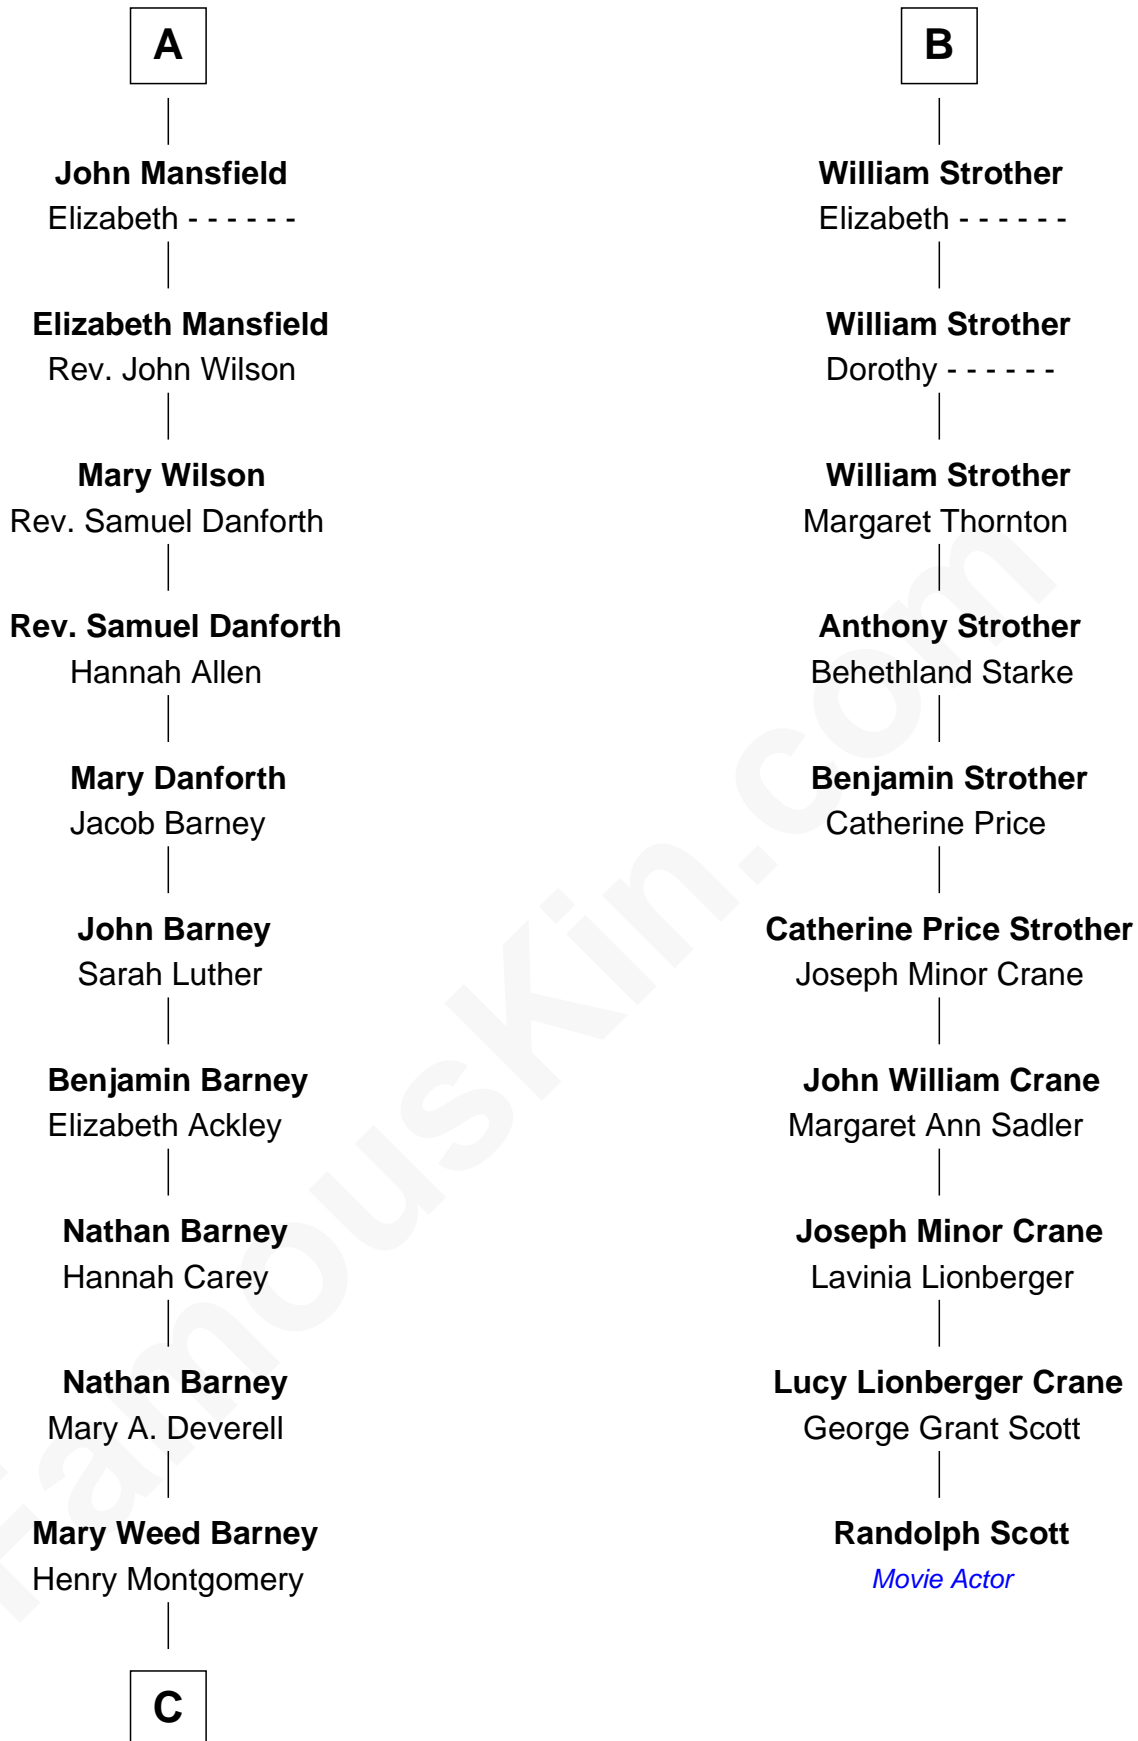 A
John Mansfield
Elizabeth - - - - - -
Elizabeth Mansfield
Rev. John Wilson
Mary Wilson
Rev. Samuel Danforth
Rev. Samuel Danforth
Hannah Allen
Mary Danforth
Jacob Barney
John Barney
Sarah Luther
Benjamin Barney
Elizabeth Ackley
Nathan Barney
Hannah Carey
Nathan Barney
Mary A. Deverell
Mary Weed Barney
Henry Montgomery
C
B
William Strother
Elizabeth - - - - - -
William Strother
Dorothy - - - - - -
William Strother
Margaret Thornton
Anthony Strother
Behethland Starke
Benjamin Strother
Catherine Price
Catherine Price Strother
Joseph Minor Crane
John William Crane
Margaret Ann Sadler
Joseph Minor Crane
Lavinia Lionberger
Lucy Lionberger Crane
George Grant Scott
Randolph Scott
Movie Actor
FamousKin.com